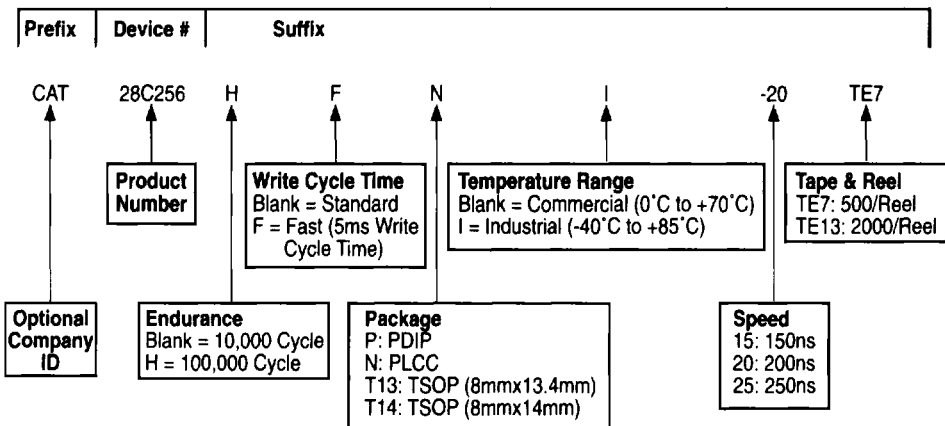 Prefix Device # Suffix
CAT 28C256 H F N I -20 TE7
Product
Number
Write Cycle Time
Blank = Standard
F = Fast (5ms Write
Cycle Time)
Temperature Range
Blank = Commercial (0˚C to +70˚C)
I = Industrial (-40˚C to +85˚C)
Tape & Reel
TE7: 500/Reel
TE13: 2000/Reel
Optional
Company
ID
Endurance
Blank = 10,000 Cycle
H = 100,000 Cycle
Package
P: PDIP
N: PLCC
T13: TSOP (8mmx13.4mm)
T14: TSOP (8mmx14mm)
Speed
15: 150ns
20: 200ns
25: 250ns